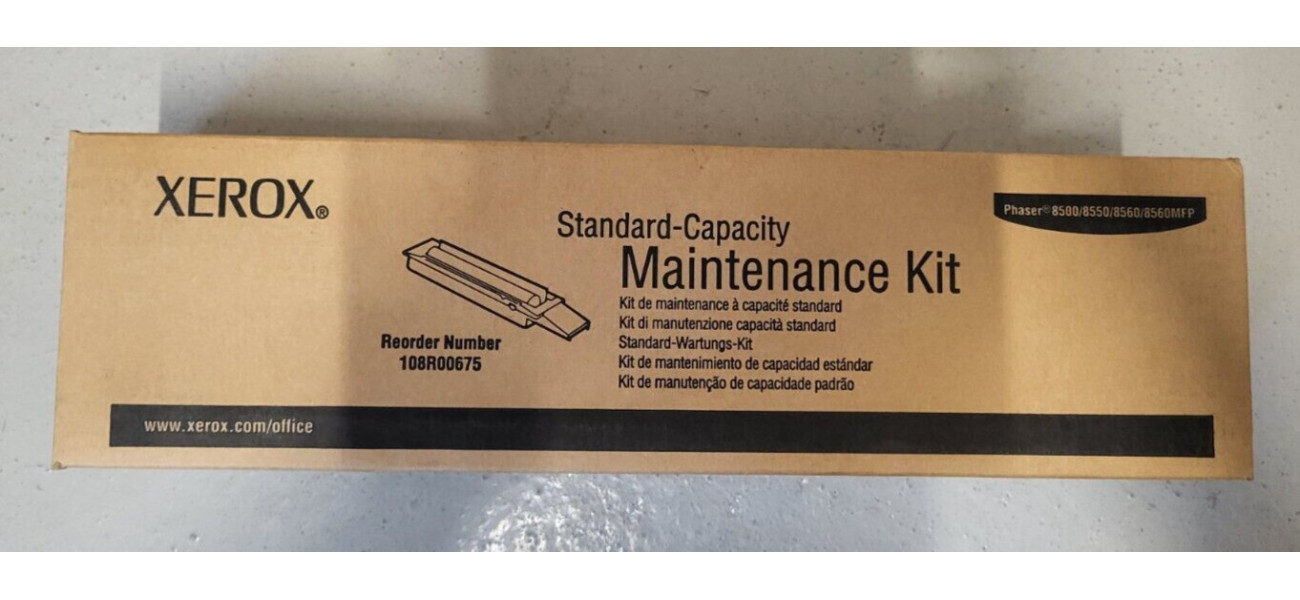 XEROX®
Phaser® 8500/8550/8560/8560MFP
Standard-Capacity
Maintenance Kit
Kit de maintenance à capacité standard
Kit di manutenzione capacità standard
Standard-Wartungs-Kit
Kit de mantenimiento de capacidad estándar
Kit de manutenção de capacidade padrão
Reorder Number
108R00675
www.xerox.com/office